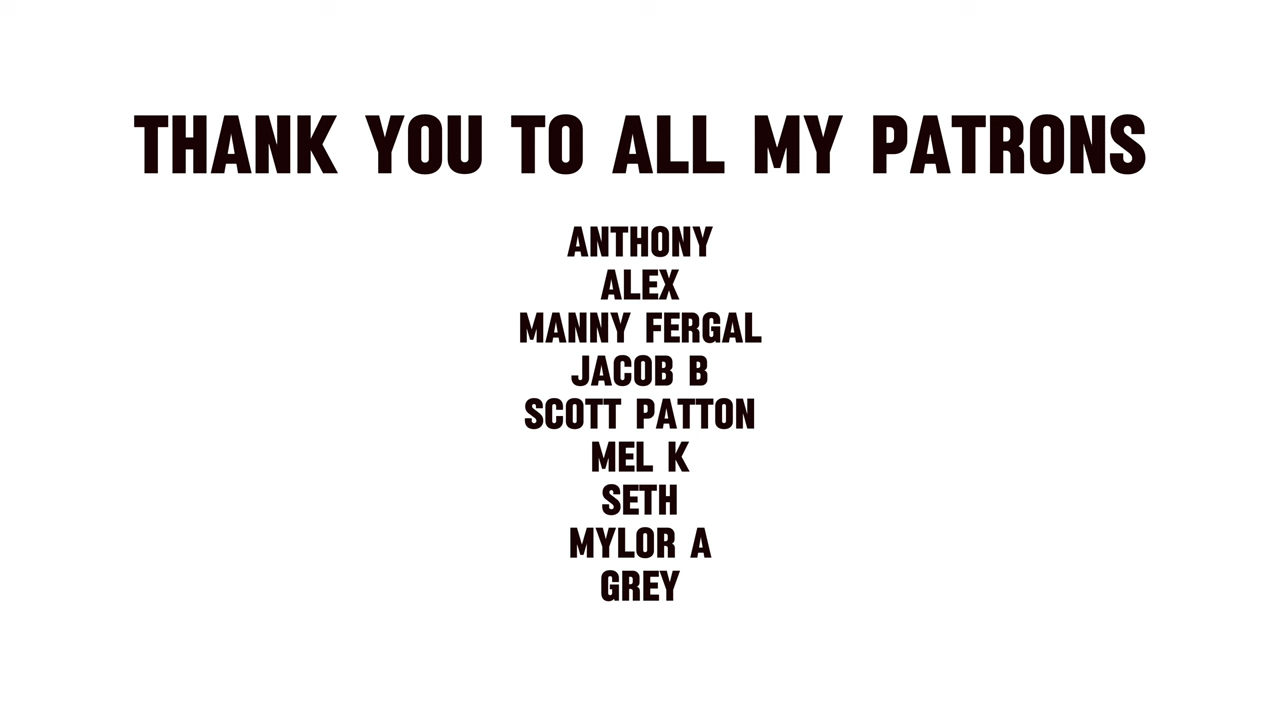 THANK YOU TO ALL MY PATRONS
ANTHONY
ALEX
MANNY FERGAL
JACOB B
SCOTT PATTON
MEL K
SETH
MYLOR A
GREY